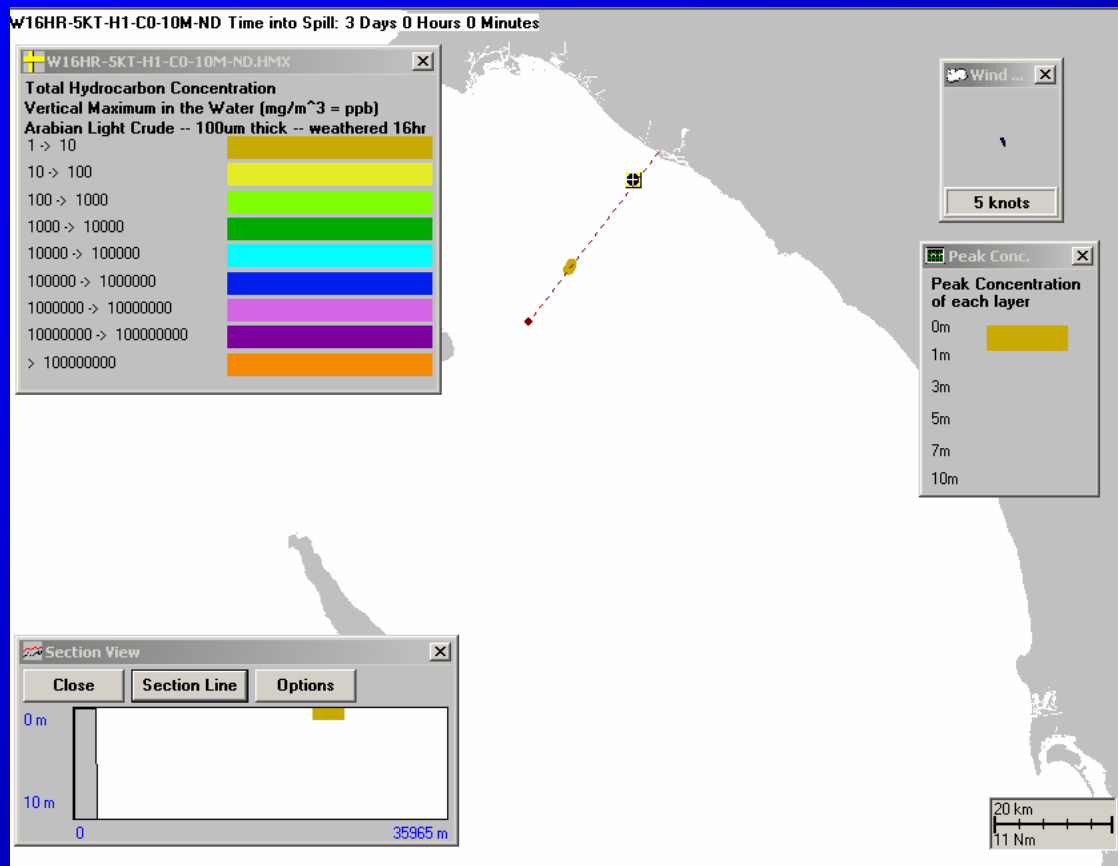 W16HR-5KT-H1-C0-10M-ND Time into Spill: 3 Days 0 Hours 0 Minutes
W16HR-5KT-H1-C0-10M-ND.HMX
Total Hydrocarbon Concentration
Vertical Maximum in the Water (mg/m^3 = ppb)
Arabian Light Crude -- 100um thick -- weathered 16hr
1 -> 10
10 -> 100
100 -> 1000
1000 -> 10000
10000 -> 100000
100000 -> 1000000
1000000 -> 10000000
10000000 -> 100000000
> 100000000
Wind ...
5 knots
Peak Conc.
Peak Concentration
of each layer
0m
1m
3m
5m
7m
10m
Section View
Close Section Line Options
0 m
10 m
0 35965 m
20 km
11 Nm